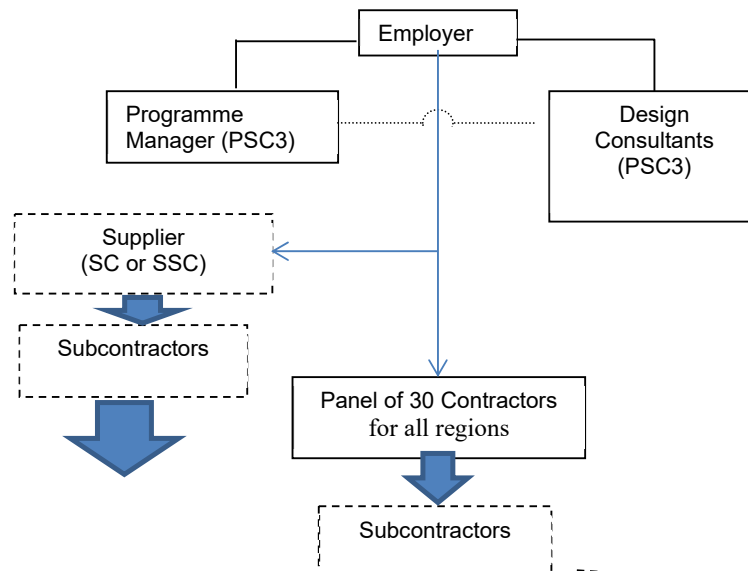 Employer
Programme
Manager (PSC3)
Design
Consultants
(PSC3)
Supplier
(SC or SSC)
Subcontractors
Panel of 30 Contractors
for all regions
Subcontractors